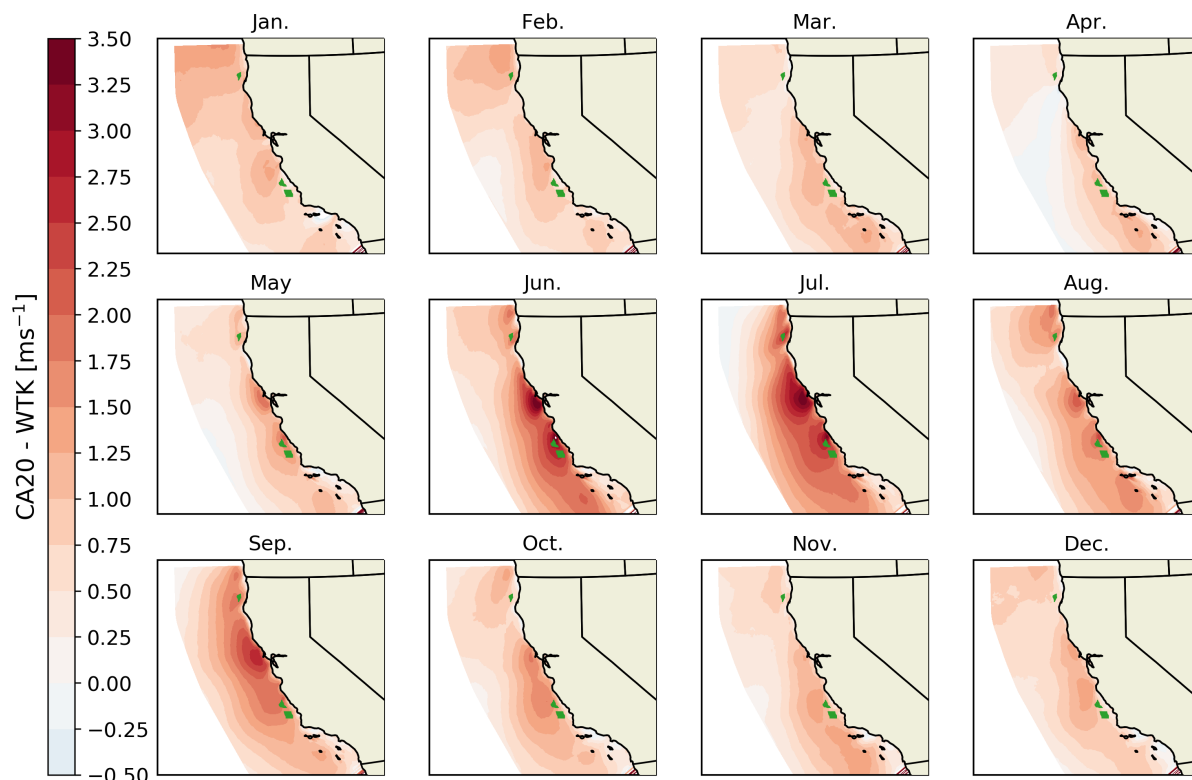 Jan.
Feb.
Mar.
Apr.
May
Jun.
Jul.
Aug.
Sep.
Oct.
Nov.
Dec.
CA20 - WTK [ms⁻¹]
3.50
3.25
3.00
2.75
2.50
2.25
2.00
1.75
1.50
1.25
1.00
0.75
0.50
0.25
0.00
−0.25
−0.50